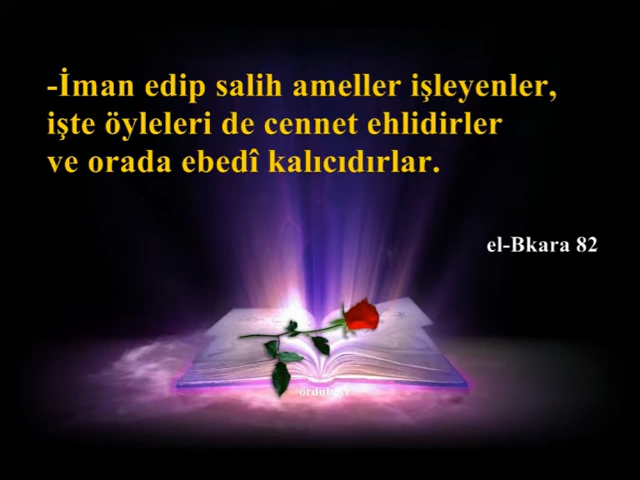 -İman edip salih ameller işleyenler,
işte öyleleri de cennet ehlidirler
ve orada ebedî kalıcıdırlar.
el-Bkara 82